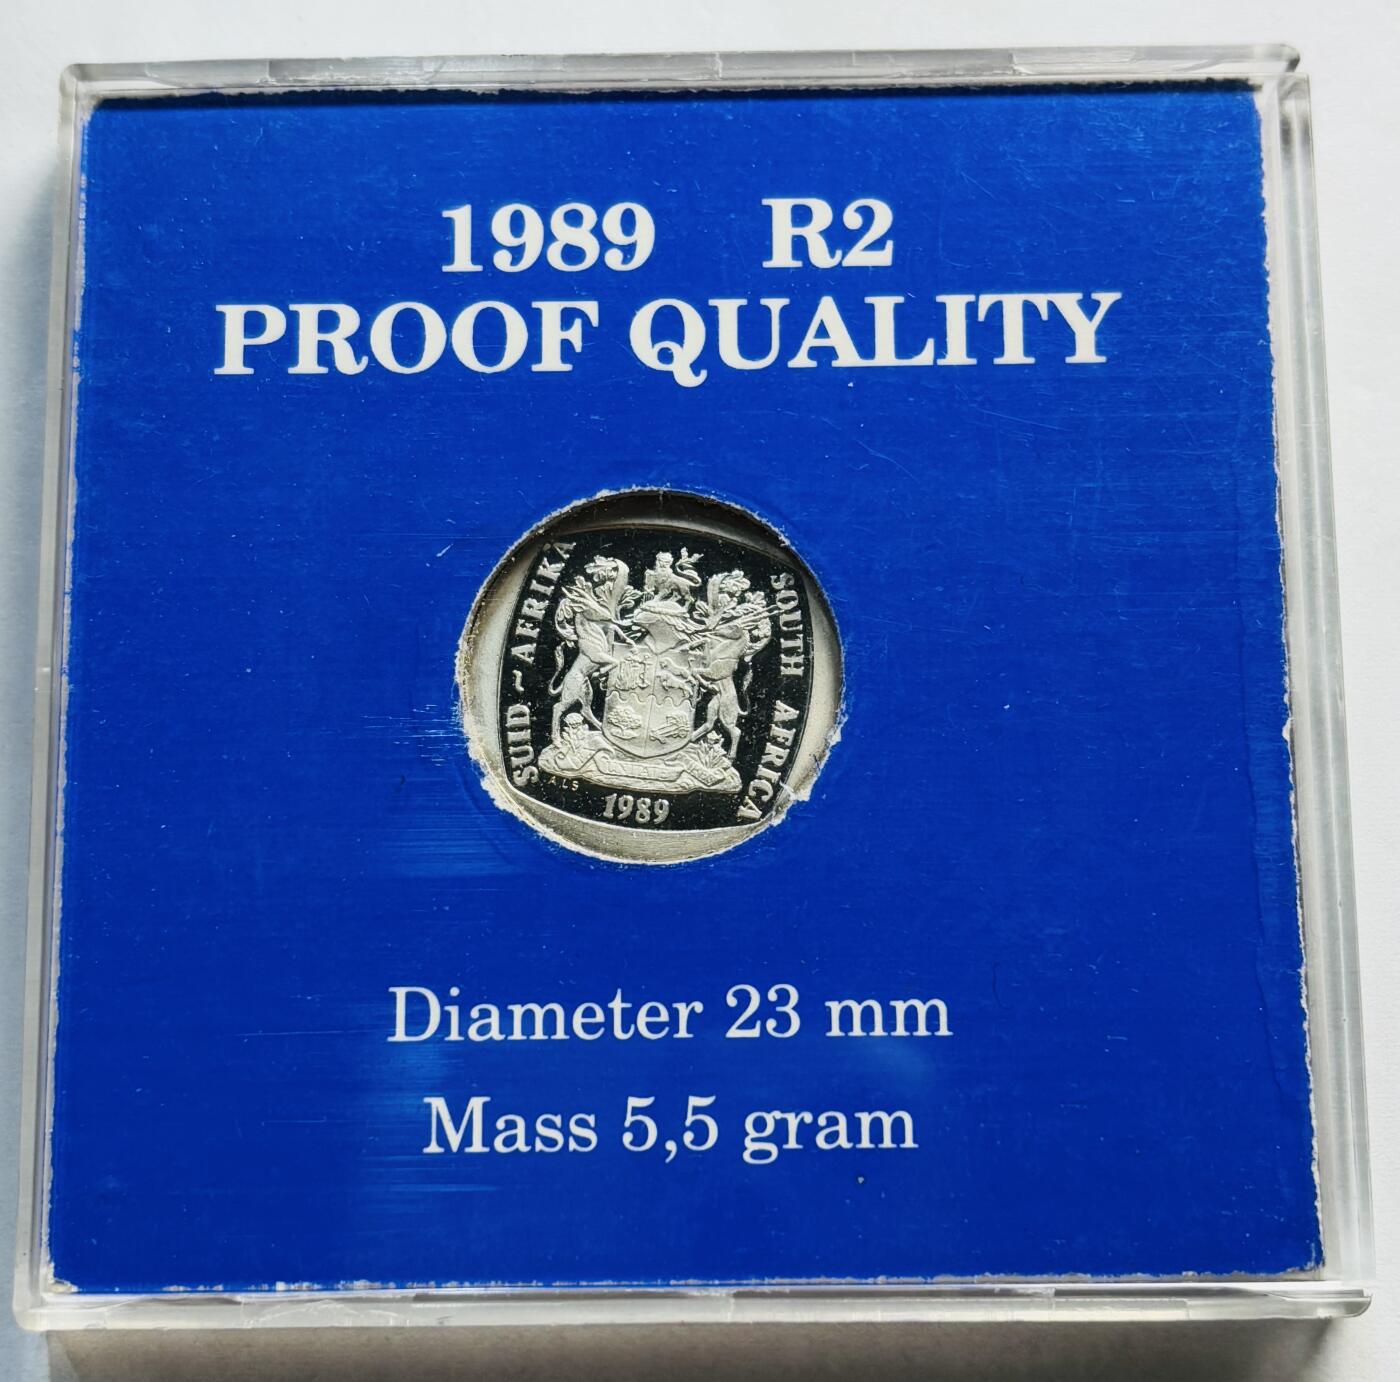 1989 R2
PROOF QUALITY
SUID ~ AFRIKA
SOUTH AFRICA
ALS
1989
Diameter 23 mm
Mass 5,5 gram